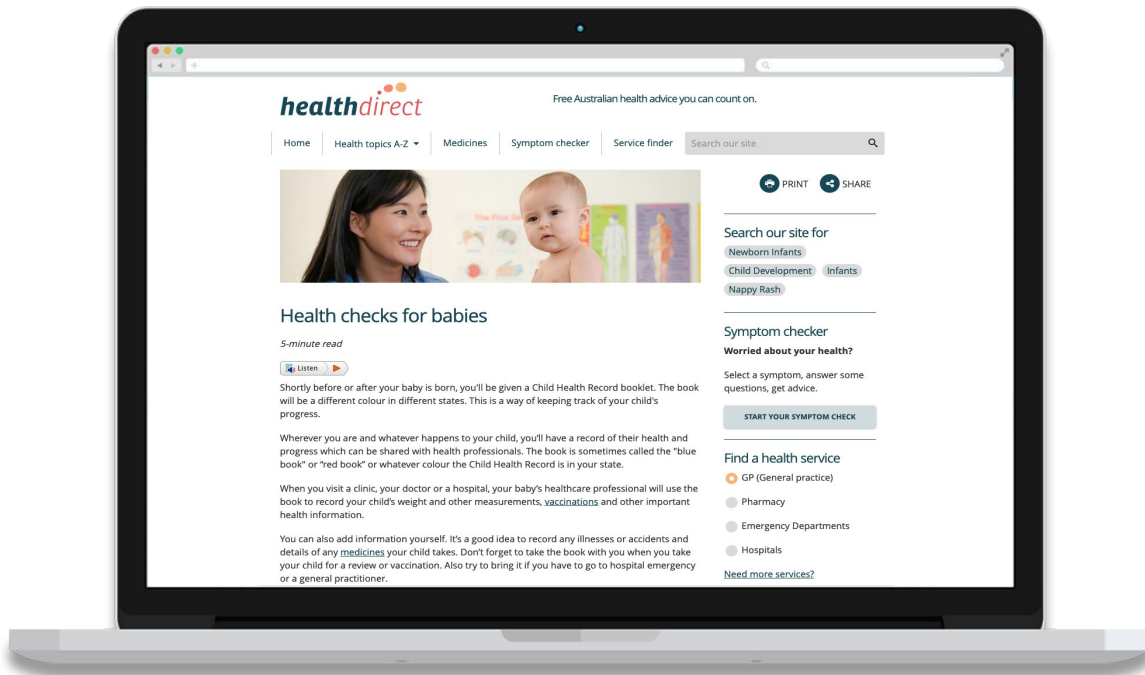 healthdirect
Free Australian health advice you can count on.
Home
Health topics A-Z
Medicines
Symptom checker
Service finder
Search our site
PRINT
SHARE
Health checks for babies
5-minute read
Listen
Shortly before or after your baby is born, you'll be given a Child Health Record booklet. The book
will be a different colour in different states. This is a way of keeping track of your child's
progress.
Wherever you are and whatever happens to your child, you'll have a record of their health and
progress which can be shared with health professionals. The book is sometimes called the "blue
book" or "red book" or whatever colour the Child Health Record is in your state.
When you visit a clinic, your doctor or a hospital, your baby's healthcare professional will use the
book to record your child's weight and other measurements, vaccinations and other important
health information.
You can also add information yourself. It's a good idea to record any illnesses or accidents and
details of any medicines your child takes. Don't forget to take the book with you when you take
your child for a review or vaccination. Also try to bring it if you have to go to hospital emergency
or a general practitioner.
Search our site for
Newborn Infants
Child Development
Infants
Nappy Rash
Symptom checker
Worried about your health?
Select a symptom, answer some
questions, get advice.
START YOUR SYMPTOM CHECK
Find a health service
GP (General practice)
Pharmacy
Emergency Departments
Hospitals
Need more services?